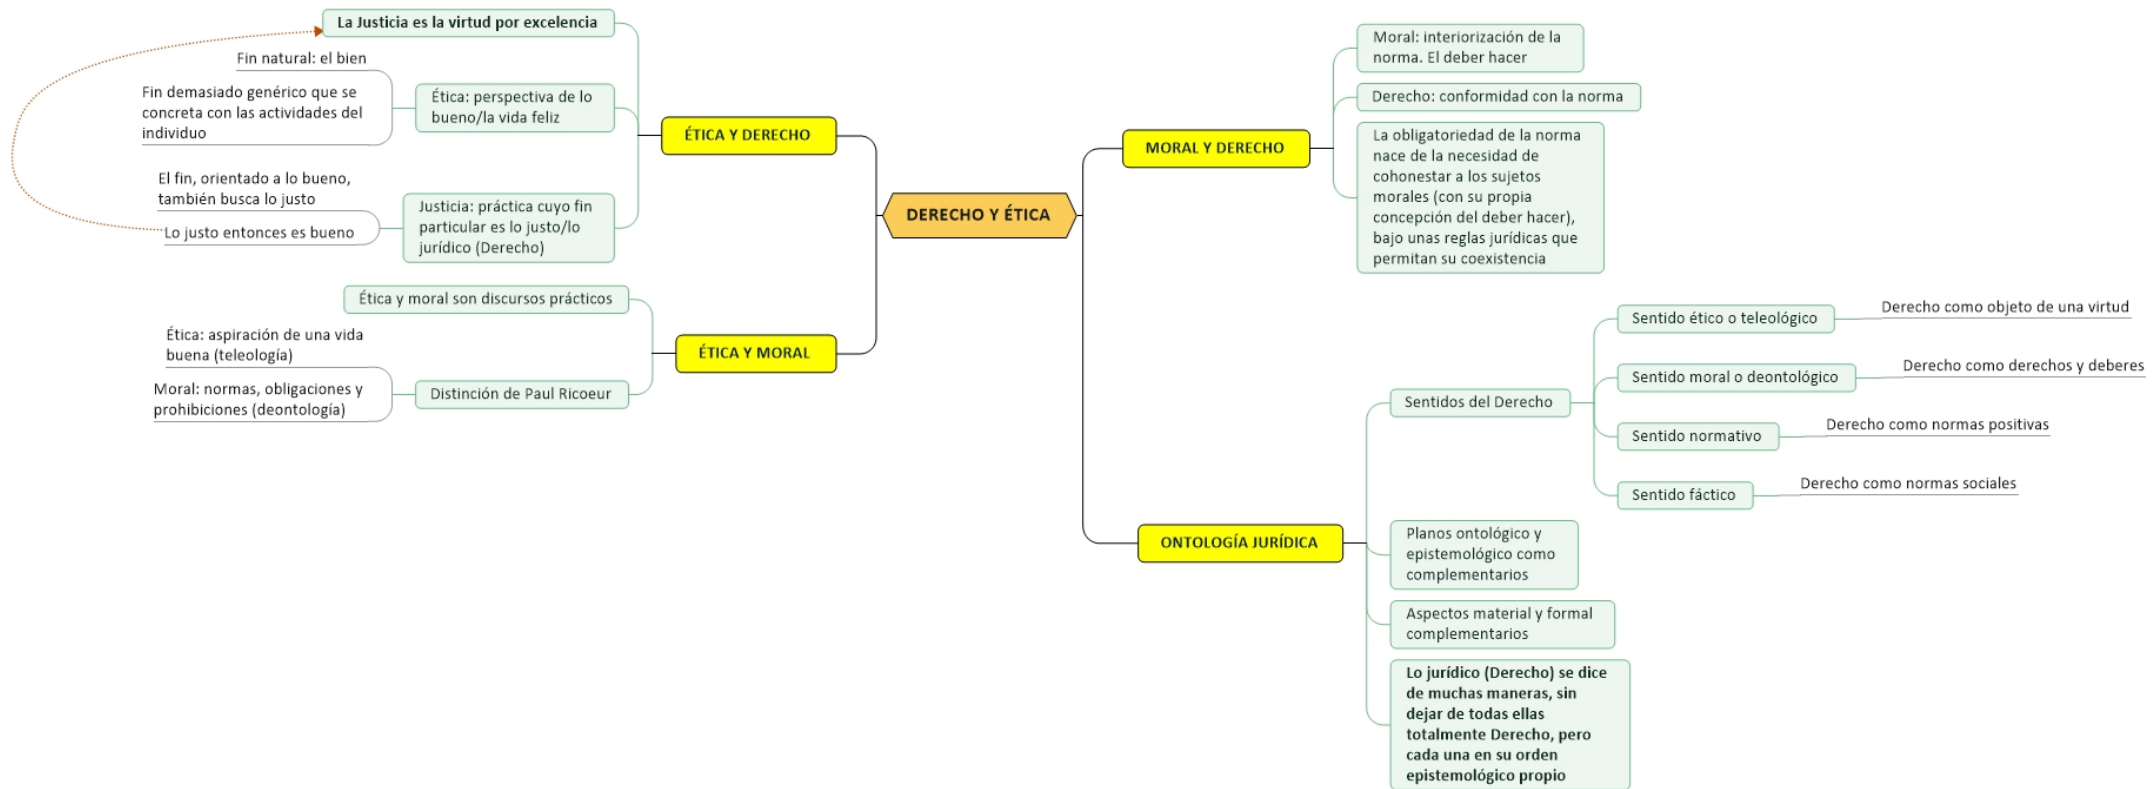 La Justicia es la virtud por excelencia
Fin natural: el bien
Fin demasiado genérico que se
concreta con las actividades del
individuo
Ética: perspectiva de lo
bueno/la vida feliz
ÉTICA Y DERECHO
El fin, orientado a lo bueno,
también busca lo justo
Lo justo entonces es bueno
Justicia: práctica cuyo fin
particular es lo justo/lo
jurídico (Derecho)
Ética y moral son discursos prácticos
Ética: aspiración de una vida
buena (teleología)
Moral: normas, obligaciones y
prohibiciones (deontología)
Distinción de Paul Ricoeur
ÉTICA Y MORAL
DERECHO Y ÉTICA
MORAL Y DERECHO
Moral: interiorización de la
norma. El deber hacer
Derecho: conformidad con la norma
La obligatoriedad de la norma
nace de la necesidad de
cohonestar a los sujetos
morales (con su propia
concepción del deber hacer),
bajo unas reglas jurídicas que
permitan su coexistencia
ONTOLOGÍA JURÍDICA
Sentidos del Derecho
Sentido ético o teleológico
Derecho como objeto de una virtud
Sentido moral o deontológico
Derecho como derechos y deberes
Sentido normativo
Derecho como normas positivas
Sentido fáctico
Derecho como normas sociales
Planos ontológico y
epistemológico como
complementarios
Aspectos material y formal
complementarios
Lo jurídico (Derecho) se dice
de muchas maneras, sin
dejar de todas ellas
totalmente Derecho, pero
cada una en su orden
epistemológico propio